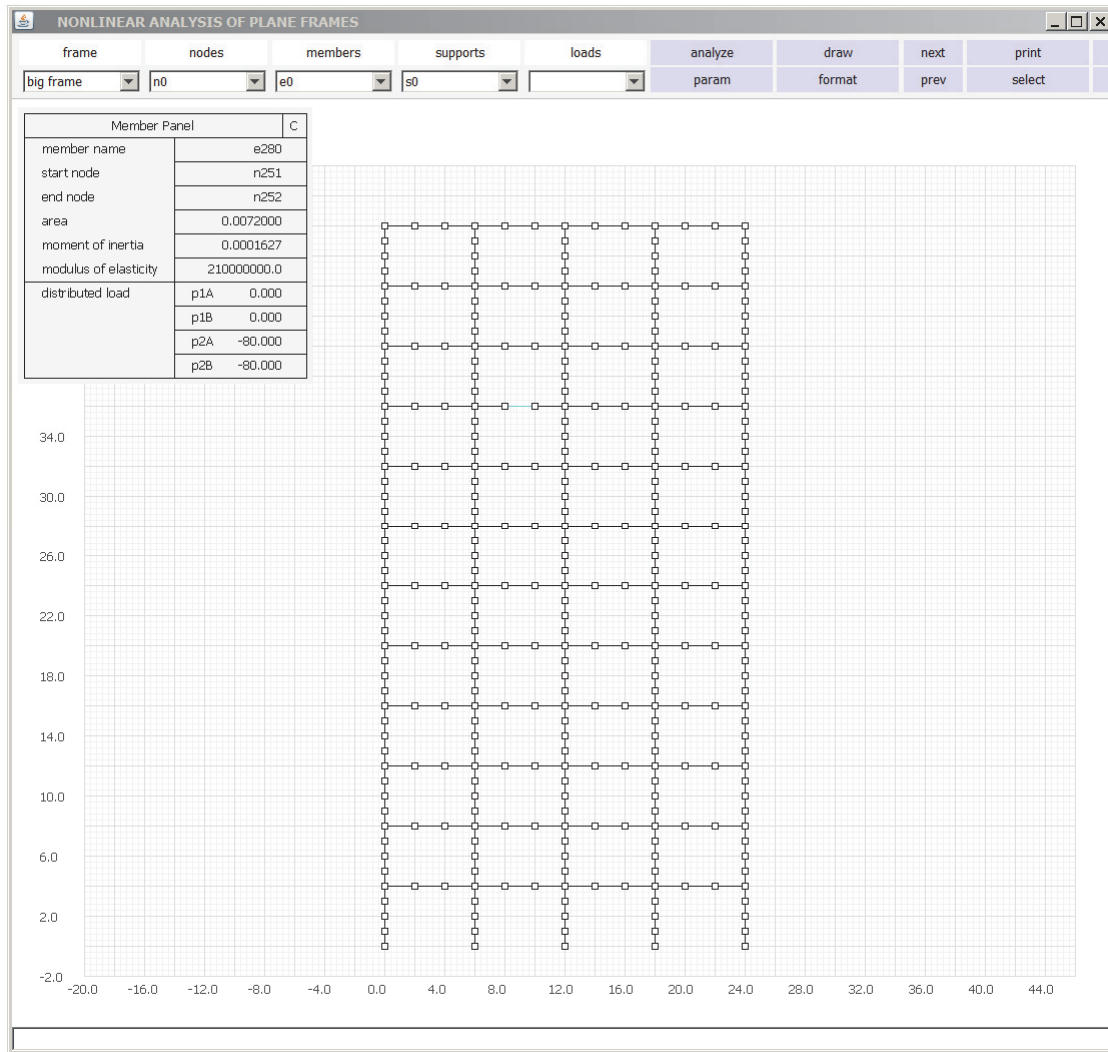 NONLINEAR ANALYSIS OF PLANE FRAMES
frame nodes members supports loads analyze draw next print
big frame n0 e0 s0 param format prev select
Member Panel C
member name e280
start node n251
end node n252
area 0.0072000
moment of inertia 0.0001627
modulus of elasticity 210000000.0
distributed load p1A 0.000
p1B 0.000
p2A -80.000
p2B -80.000
34.0
30.0
26.0
22.0
18.0
14.0
10.0
6.0
2.0
-2.0
-20.0 -16.0 -12.0 -8.0 -4.0 0.0 4.0 8.0 12.0 16.0 20.0 24.0 28.0 32.0 36.0 40.0 44.0